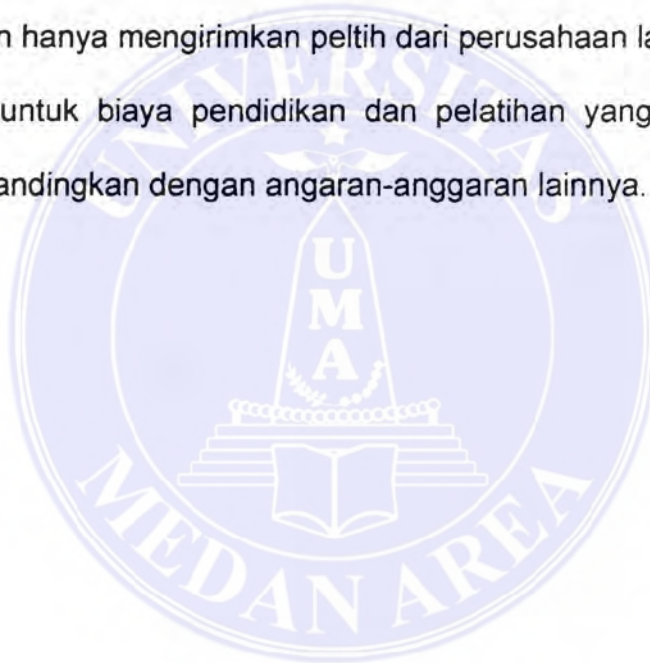 n hanya mengirimkan peltih dari perusahaan la
untuk biaya pendidikan dan pelatihan yang
andingkan dengan angaran-anggaran lainnya.
UNIVERSITAS
UMA
MEDAN AREA